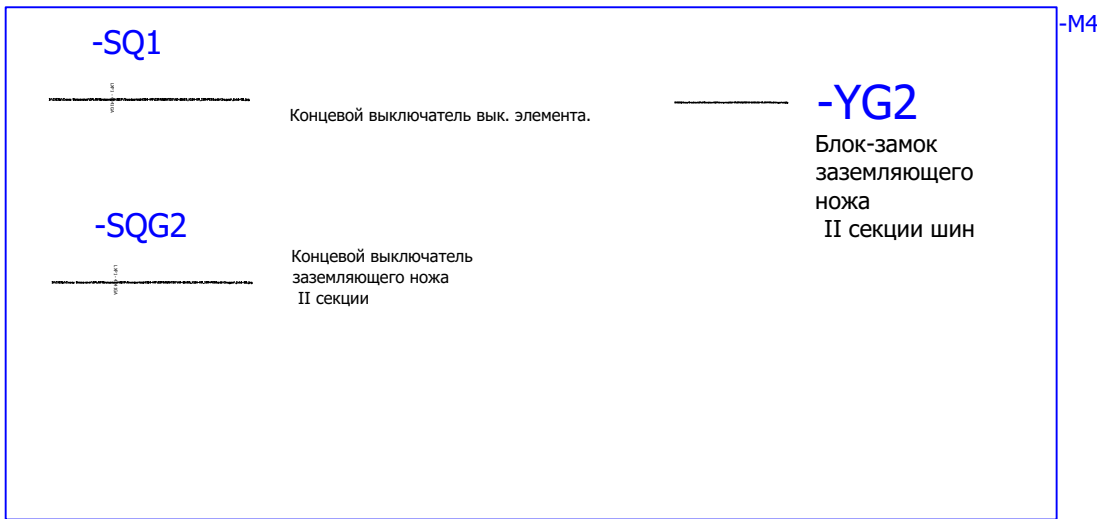 -M4
-SQ1
Концевой выключатель вык. элемента.
-YG2
Блок-замок
заземляющего
ножа
II секции шин
-SQG2
Концевой выключатель
заземляющего ножа
II секции